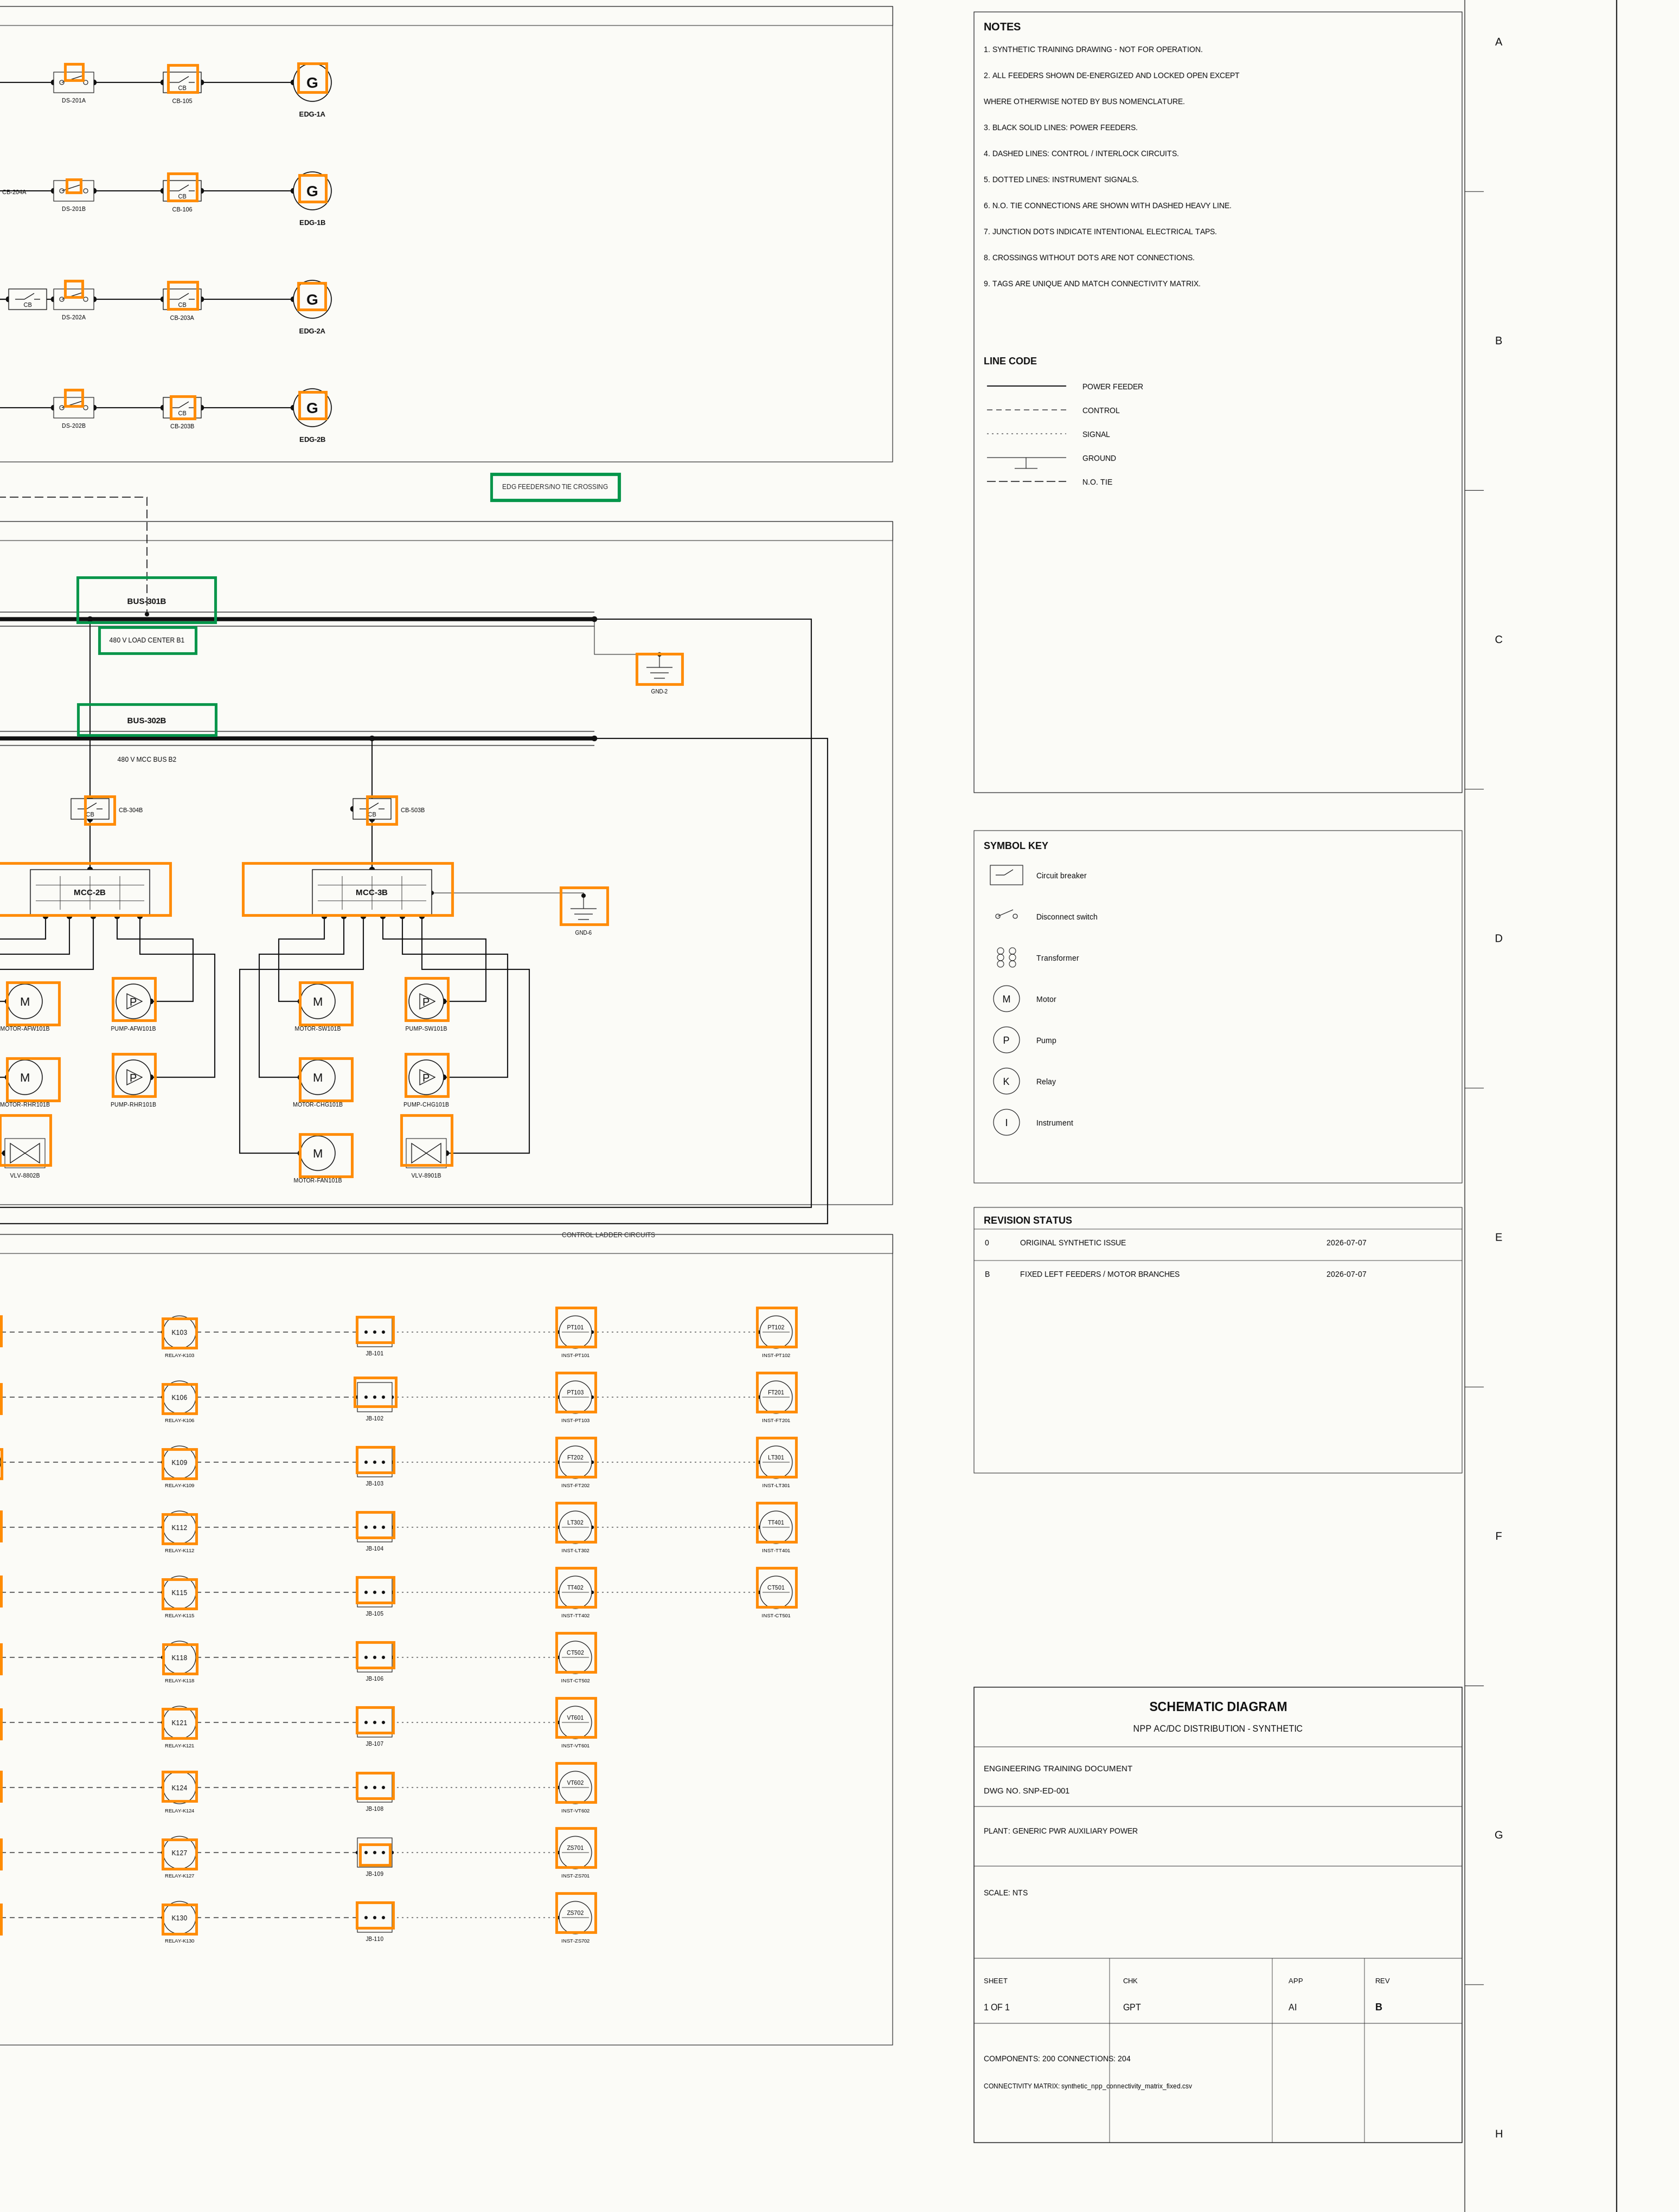 CB
DS-201A
CB-105
G
EDG-1A
CB-204A
CB
DS-201B
CB-106
G
EDG-1B
CB
CB
DS-202A
CB-203A
G
EDG-2A
CB
DS-202B
CB-203B
G
EDG-2B
EDG FEEDERS/NO TIE CROSSING
BUS-301B
480 V LOAD CENTER B1
GND-2
BUS-302B
480 V MCC BUS B2
CB
CB-304B
CB
CB-503B
MCC-2B
MCC-3B
GND-6
M
P
M
P
MOTOR-AFW101B
PUMP-AFW101B
MOTOR-SW101B
PUMP-SW101B
M
P
M
P
MOTOR-RHR101B
PUMP-RHR101B
MOTOR-CHG101B
PUMP-CHG101B
M
VLV-8802B
MOTOR-FAN101B
VLV-8901B
CONTROL LADDER CIRCUITS
K103
PT101
PT102
RELAY-K103
JB-101
INST-PT101
INST-PT102
K106
PT103
FT201
RELAY-K106
JB-102
INST-PT103
INST-FT201
K109
FT202
LT301
RELAY-K109
JB-103
INST-FT202
INST-LT301
K112
LT302
TT401
RELAY-K112
JB-104
INST-LT302
INST-TT401
K115
TT402
CT501
RELAY-K115
JB-105
INST-TT402
INST-CT501
K118
CT502
RELAY-K118
JB-106
INST-CT502
K121
VT601
RELAY-K121
JB-107
INST-VT601
K124
VT602
RELAY-K124
JB-108
INST-VT602
K127
ZS701
RELAY-K127
JB-109
INST-ZS701
K130
ZS702
RELAY-K130
JB-110
INST-ZS702
NOTES
1. SYNTHETIC TRAINING DRAWING - NOT FOR OPERATION.
2. ALL FEEDERS SHOWN DE-ENERGIZED AND LOCKED OPEN EXCEPT
WHERE OTHERWISE NOTED BY BUS NOMENCLATURE.
3. BLACK SOLID LINES: POWER FEEDERS.
4. DASHED LINES: CONTROL / INTERLOCK CIRCUITS.
5. DOTTED LINES: INSTRUMENT SIGNALS.
6. N.O. TIE CONNECTIONS ARE SHOWN WITH DASHED HEAVY LINE.
7. JUNCTION DOTS INDICATE INTENTIONAL ELECTRICAL TAPS.
8. CROSSINGS WITHOUT DOTS ARE NOT CONNECTIONS.
9. TAGS ARE UNIQUE AND MATCH CONNECTIVITY MATRIX.
LINE CODE
POWER FEEDER
CONTROL
SIGNAL
GROUND
N.O. TIE
SYMBOL KEY
Circuit breaker
Disconnect switch
Transformer
M Motor
P Pump
K Relay
I Instrument
REVISION STATUS
0 ORIGINAL SYNTHETIC ISSUE 2026-07-07
B FIXED LEFT FEEDERS / MOTOR BRANCHES 2026-07-07
SCHEMATIC DIAGRAM
NPP AC/DC DISTRIBUTION - SYNTHETIC
ENGINEERING TRAINING DOCUMENT
DWG NO. SNP-ED-001
PLANT: GENERIC PWR AUXILIARY POWER
SCALE: NTS
SHEET CHK APP REV
1 OF 1 GPT AI B
COMPONENTS: 200 CONNECTIONS: 204
CONNECTIVITY MATRIX: synthetic_npp_connectivity_matrix_fixed.csv
A
B
C
D
E
F
G
H